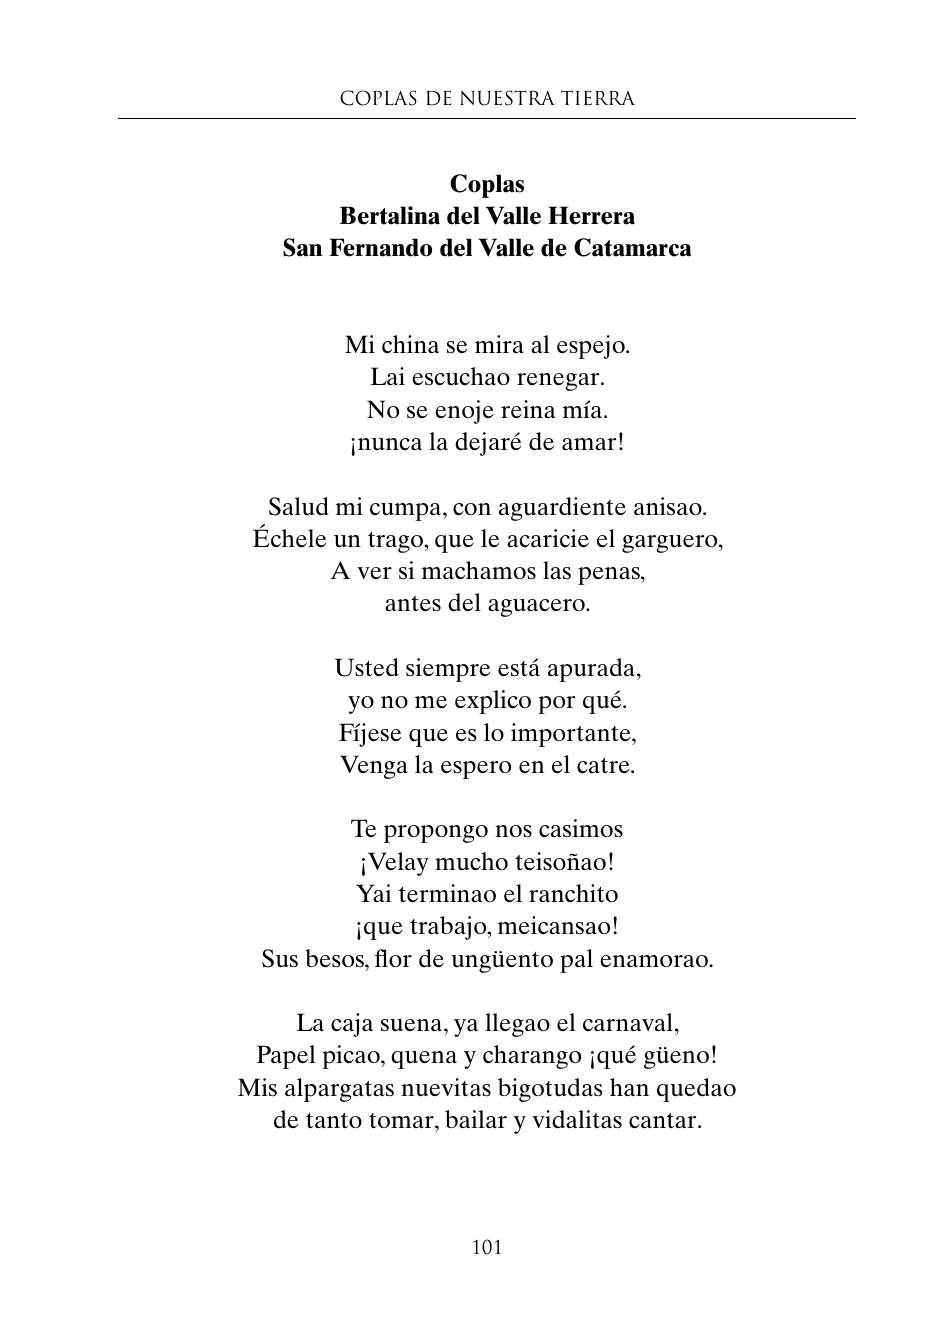 COPLAS DE NUESTRA TIERRA
Coplas
Bertalina del Valle Herrera
San Fernando del Valle de Catamarca
Mi china se mira al espejo.
Lai escuchao renegar.
No se enoje reina mía.
¡nunca la dejaré de amar!
Salud mi cumpa, con aguardiente anisao.
Échele un trago, que le acaricie el garguero,
A ver si machamos las penas,
antes del aguacero.
Usted siempre está apurada,
yo no me explico por qué.
Fíjese que es lo importante,
Venga la espero en el catre.
Te propongo nos casimos
¡Velay mucho teisoñao!
Yai terminao el ranchito
¡que trabajo, meicansao!
Sus besos, flor de ungüento pal enamorao.
La caja suena, ya llegao el carnaval,
Papel picao, quena y charango ¡qué güeno!
Mis alpargatas nuevitas bigotudas han quedao
de tanto tomar, bailar y vidalitas cantar.
101